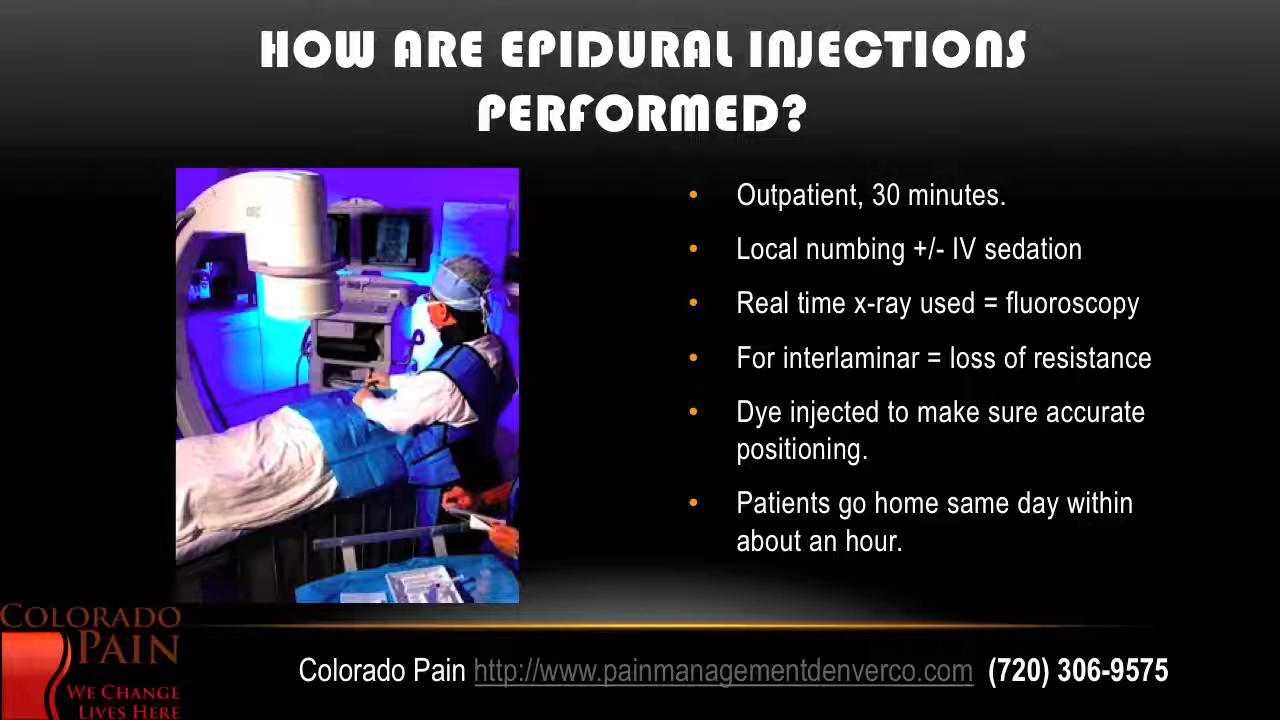 HOW ARE EPIDURAL INJECTIONS
PERFORMED?
• Outpatient, 30 minutes.
• Local numbing +/- IV sedation
• Real time x-ray used = fluoroscopy
• For interlaminar = loss of resistance
• Dye injected to make sure accurate
positioning.
• Patients go home same day within
about an hour.
COLORADO
PAIN
WE CHANGE
LIVES HERE
Colorado Pain http://www.painmanagementdenverco.com (720) 306-9575